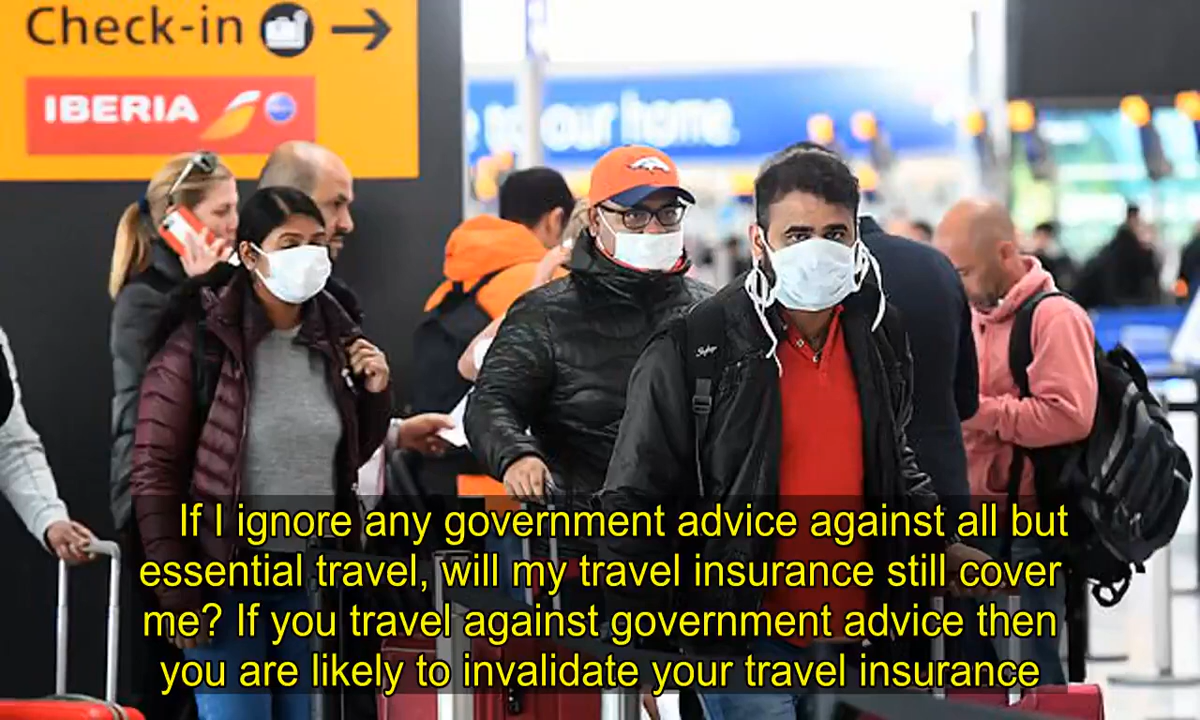 Check-in
IBERIA
to our home.
If I ignore any government advice against all but
essential travel, will my travel insurance still cover
me? If you travel against government advice then
you are likely to invalidate your travel insurance